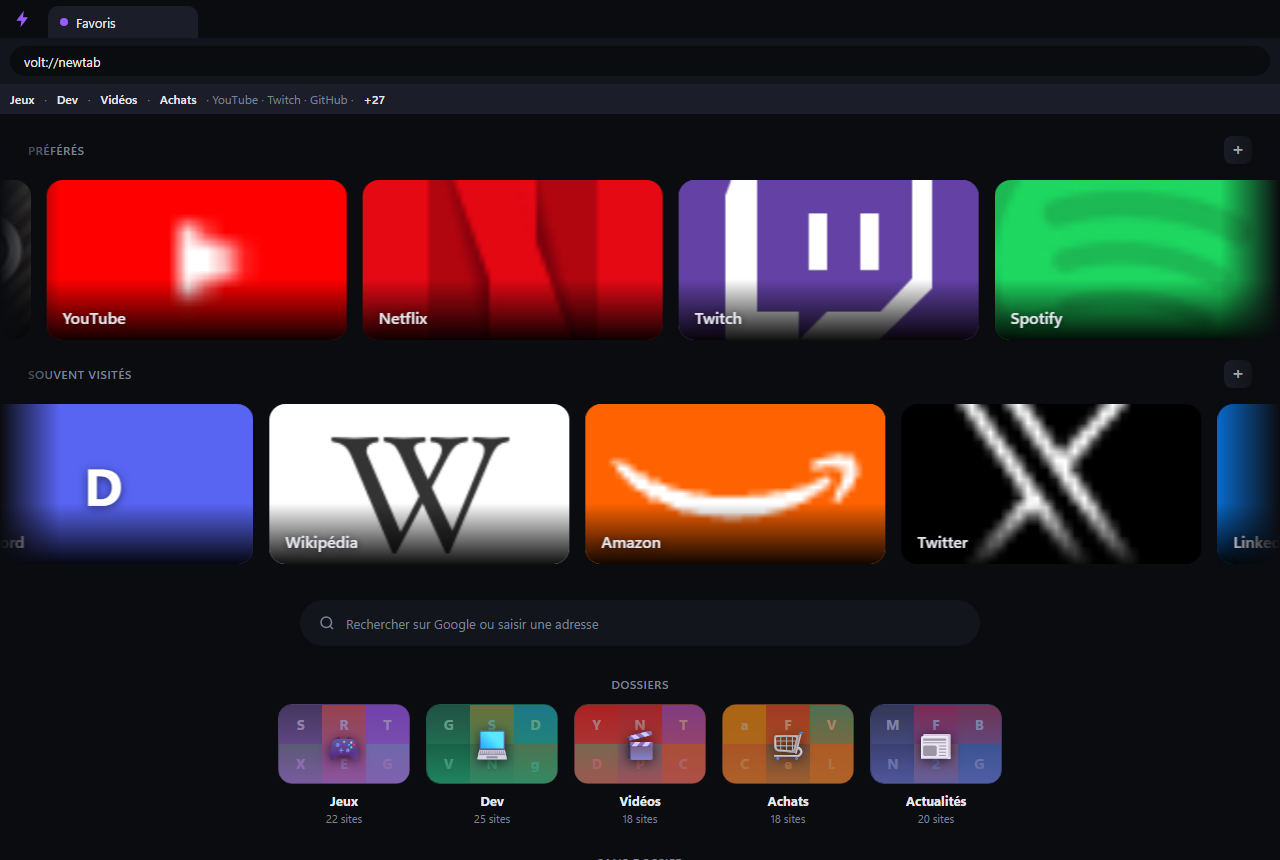 Favoris
volt://newtab
Jeux · Dev · Vidéos · Achats · YouTube · Twitch · GitHub · +27
PRÉFÉRÉS
+
YouTube
Netflix
Twitch
Spotify
SOUVENT VISITÉS
+
D
ord
Wikipédia
W
Amazon
Twitter
X
Linke
Rechercher sur Google ou saisir une adresse
DOSSIERS
S R T G S D Y N T a F V M F B
X E G V N g D P C C e L N Z G
Jeux Dev Vidéos Achats Actualités
22 sites 25 sites 18 sites 18 sites 20 sites